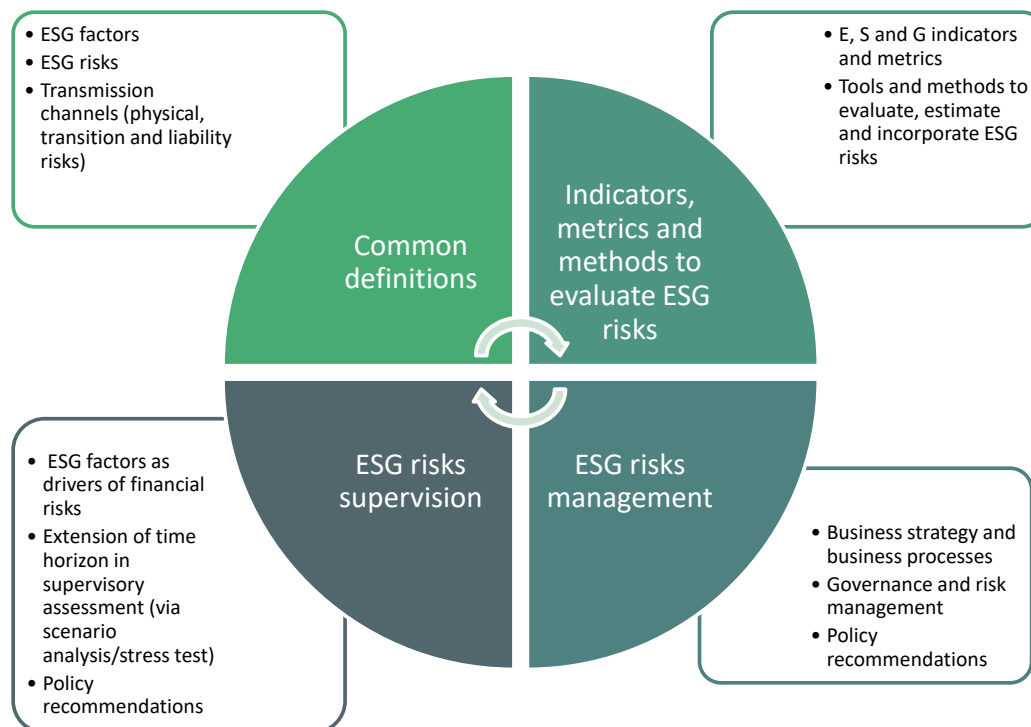 • ESG factors
• ESG risks
• Transmission
channels (physical,
transition and liability
risks)
• E, S and G indicators
and metrics
• Tools and methods to
evaluate, estimate
and incorporate ESG
risks
Common
definitions
Indicators,
metrics and
methods to
evaluate ESG
risks
ESG risks
supervision
ESG risks
management
• ESG factors as
drivers of financial
risks
• Extension of time
horizon in
supervisory
assessment (via
scenario
analysis/stress test)
• Policy
recommendations
• Business strategy and
business processes
• Governance and risk
management
• Policy
recommendations